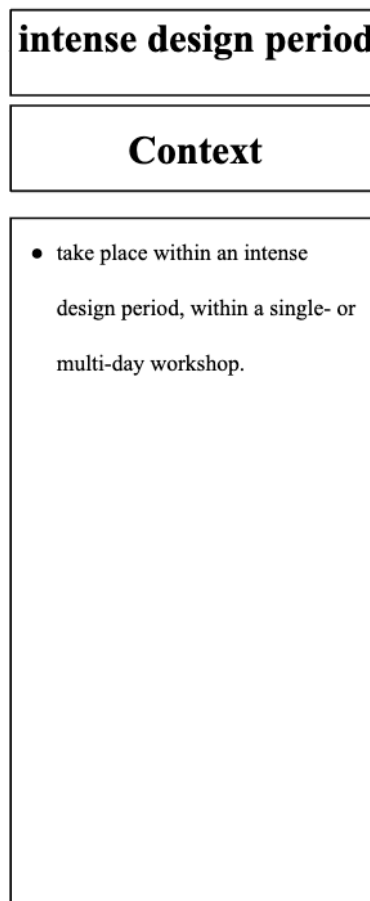 intense design period
Context
● take place within an intense
design period, within a single- or
multi-day workshop.